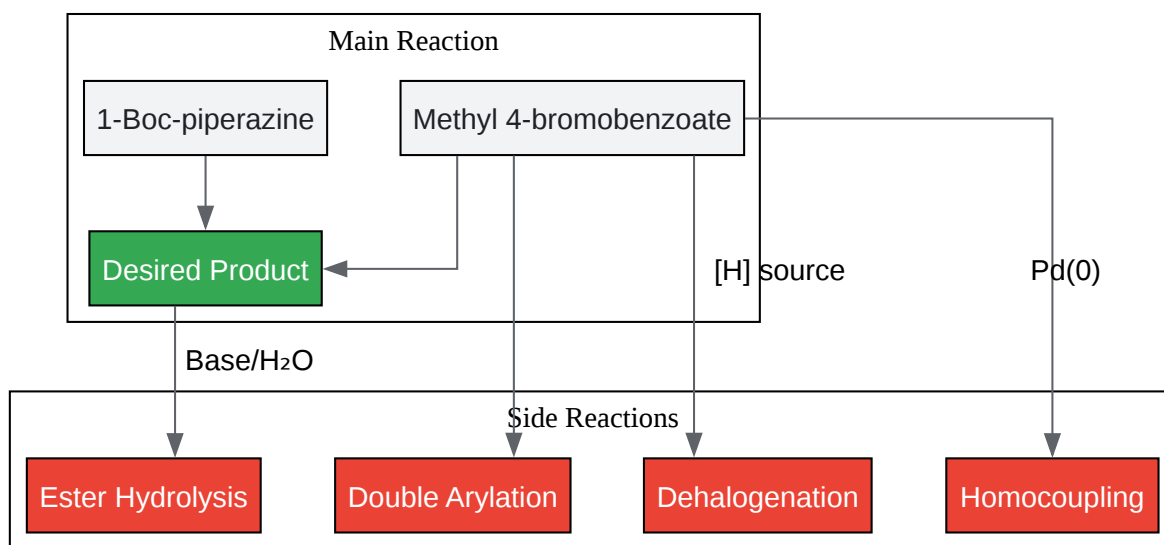 Main Reaction
1-Boc-piperazine
Methyl 4-bromobenzoate
Desired Product
[H] source
Pd(0)
Base/H₂O
Side Reactions
Ester Hydrolysis
Double Arylation
Dehalogenation
Homocoupling